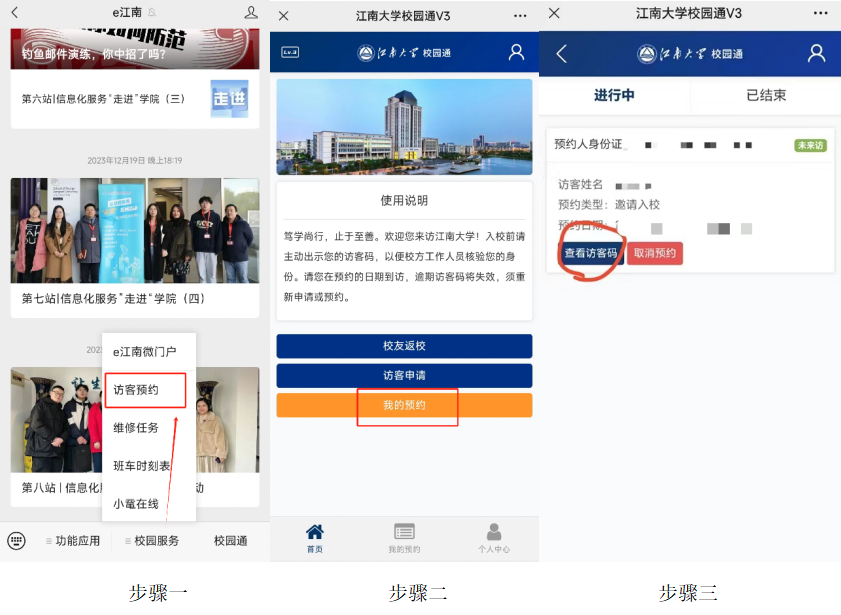 e江南
钓鱼邮件演练，你中招了吗？
第六站|信息化服务"走进"学院（三）
走进
2023年12月19日 晚上18:19
第七站|信息化服务"走进"学院（四）
e江南微门户
访客预约
维修任务
班车时刻表
小鼋在线
功能应用
校园服务
校园通
步骤一
江南大学校园通V3
Lv.3
江南大学 校园通
使用说明
笃学尚行，止于至善。欢迎您来访江南大学！入校前请
主动出示您的访客码，以便校方工作人员核验您的身
份。请您在预约的日期到访，逾期访客码将失效，须重
新申请或预约。
校友返校
访客申请
我的预约
首页
我的预约
个人中心
步骤二
江南大学校园通V3
江南大学 校园通
进行中
已结束
预约人身份证
未来访
访客姓名
预约类型：邀请入校
预约日期：
查看访客码
取消预约
步骤三